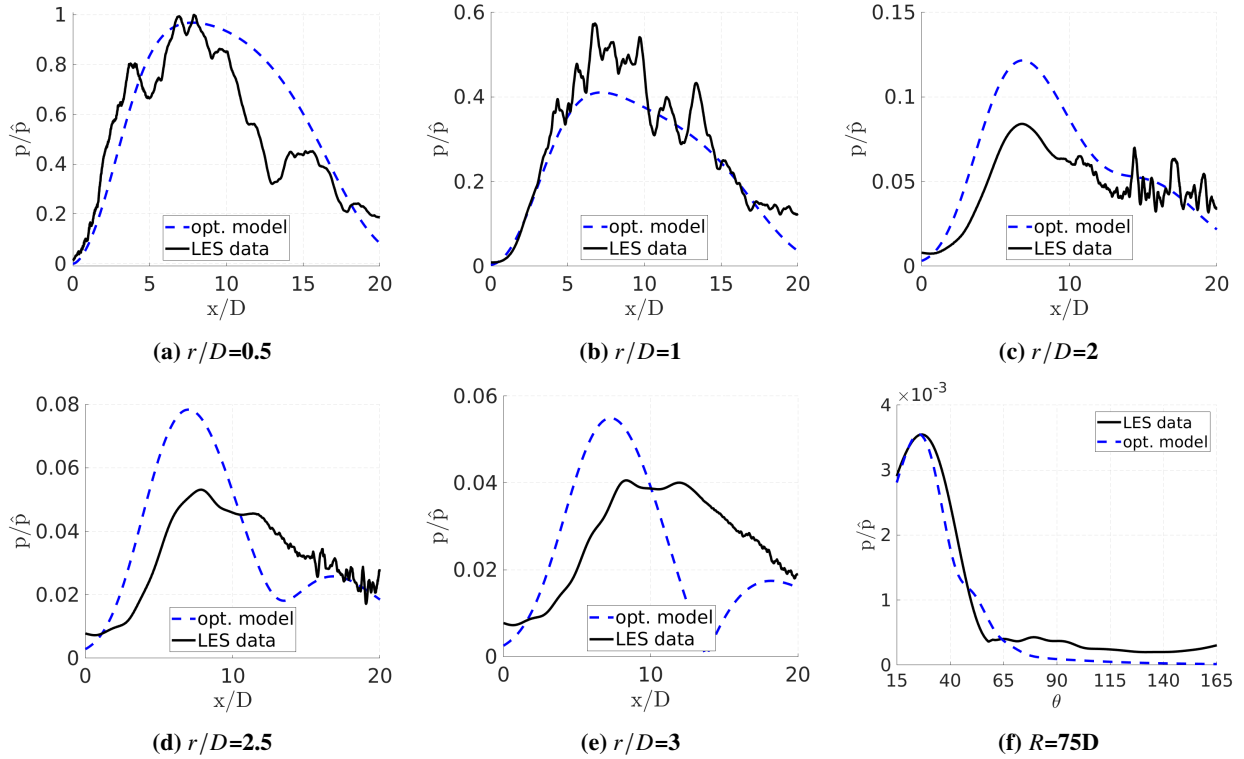 1
0.8
0.6
0.4
0.2
0
p/p̂
0 5 10 15 20
x/D
opt. model
LES data
(a) r/D=0.5
0.6
0.4
0.2
0
p/p̂
0 5 10 15 20
x/D
opt. model
LES data
(b) r/D=1
0.15
0.1
0.05
0
p/p̂
0 10 20
x/D
opt. model
LES data
(c) r/D=2
0.08
0.06
0.04
0.02
0
p/p̂
0 10 20
x/D
opt. model
LES data
(d) r/D=2.5
0.06
0.04
0.02
0
p/p̂
0 10 20
x/D
opt. model
LES data
(e) r/D=3
×10⁻³
4
3
2
1
0
p/p̂
15 40 65 90 115 140 165
θ
LES data
opt. model
(f) R=75D